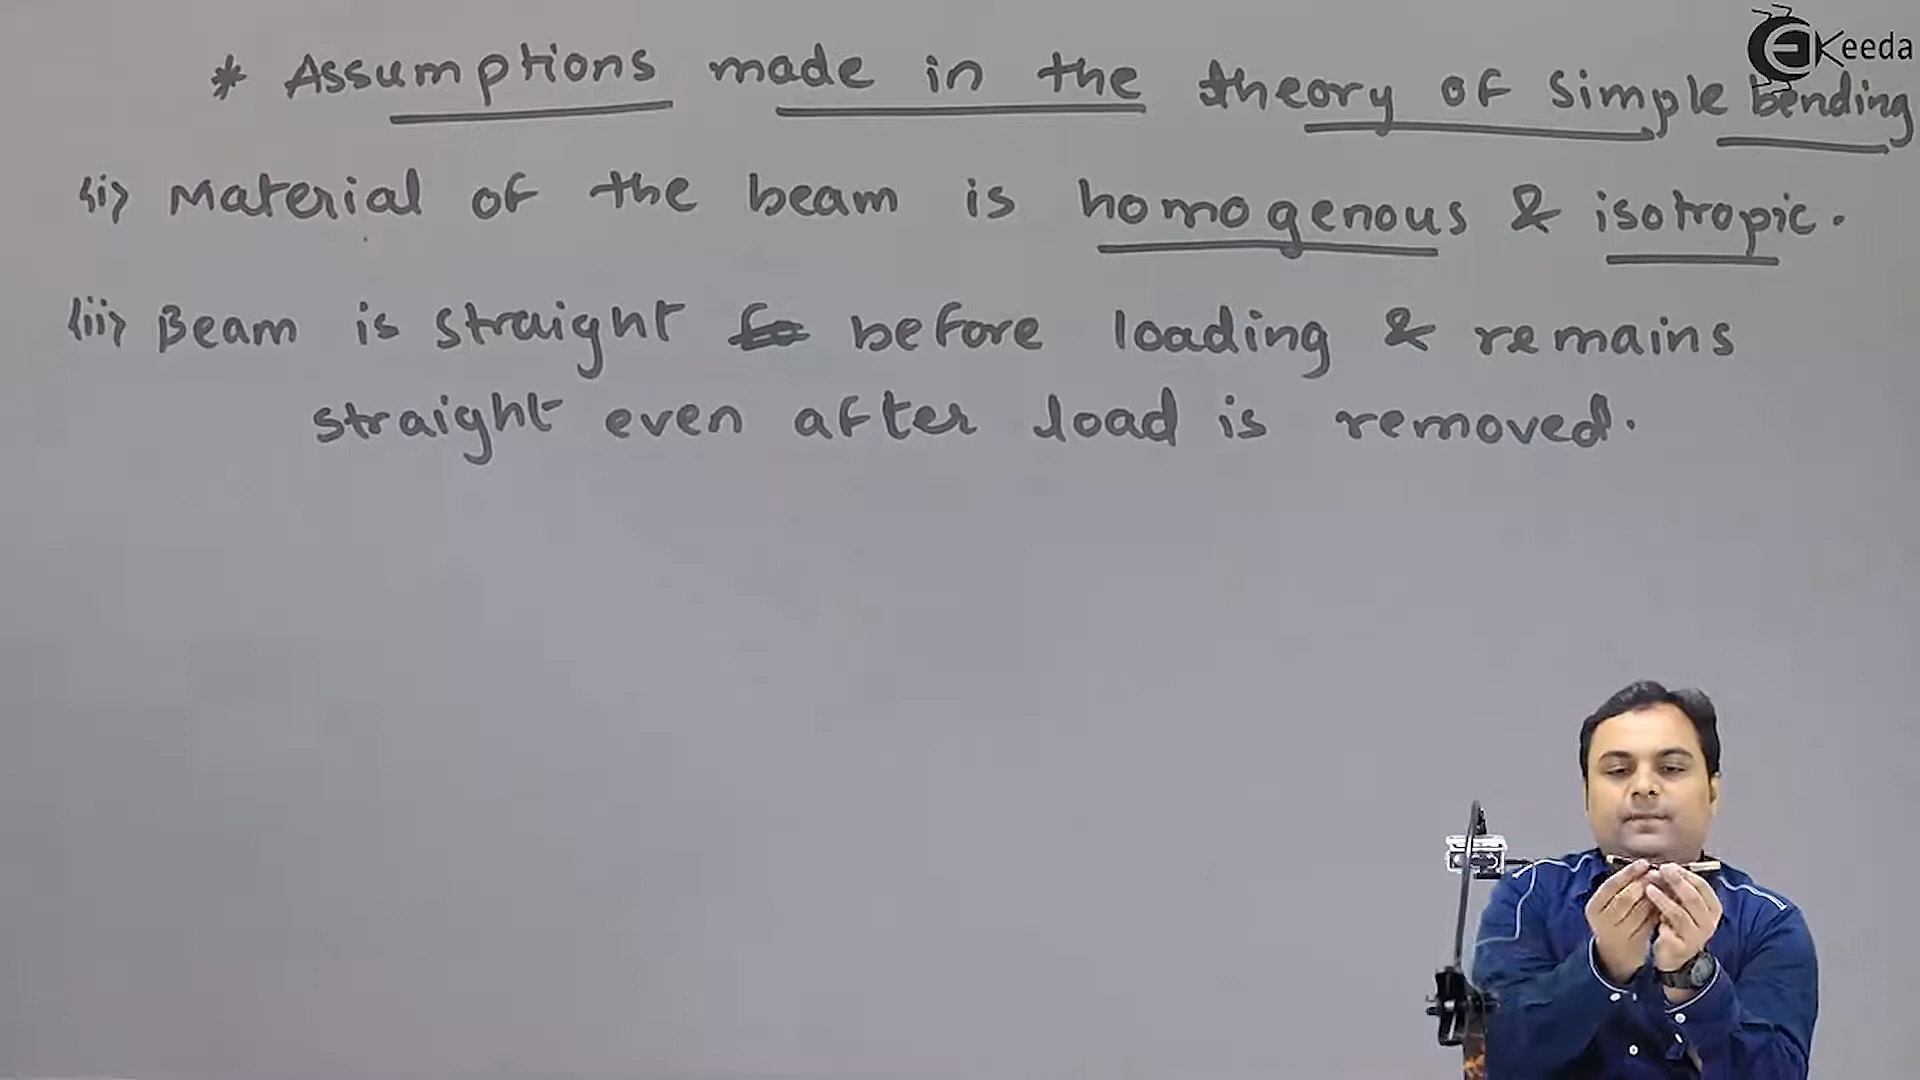 * Assumptions made in the theory of simple bending
(i) Material of the beam is homogenous & isotropic.
(ii) Beam is straight before loading & remains
straight even after load is removed.
eKeeda